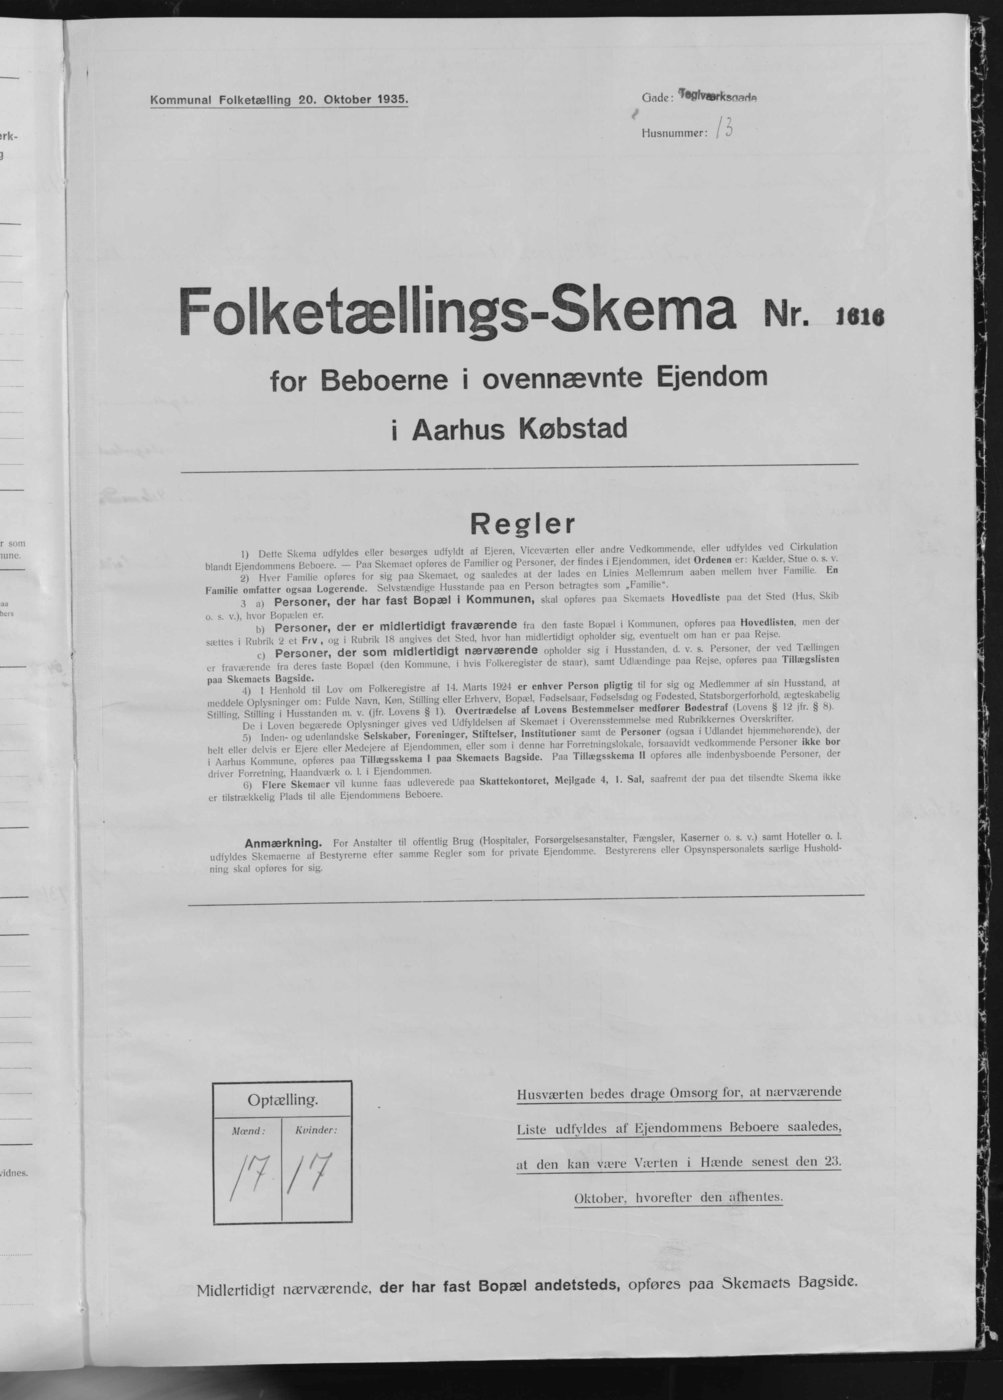 Kommunal Folketælling 20. Oktober 1935.
Gade: Teglværksgade
Husnummer: 13
Folketællings-Skema Nr. 1616
for Beboerne i ovennævnte Ejendom
i Aarhus Købstad
Regler
1) Dette Skema udfyldes eller besørges udfyldt af Ejeren, Viceværten eller andre Vedkommende, eller udfyldes ved Cirkulation
blandt Ejendommens Beboere. — Paa Skemaet opføres de Familier og Personer, der findes i Ejendommen, idet Ordenen er: Kælder, Stue o. s. v.
2) Hver Familie opføres for sig paa Skemaet, og saaledes at der lades en Linies Mellemrum aaben mellem hver Familie. En
Familie omfatter ogsaa Logerende. Selvstændige Husstande paa en Person betragtes som „Familie“.
3 a) Personer, der har fast Bopæl i Kommunen, skal opføres paa Skemaets Hovedliste paa det Sted (Hus, Skib
o. s. v.), hvor Bopælen er.
b) Personer, der er midlertidigt fraværende fra den faste Bopæl i Kommunen, opføres paa Hovedlisten, men der
sættes i Rubrik 2 et Frv., og i Rubrik 18 angives det Sted, hvor han midlertidigt opholder sig, eventuelt om han er paa Rejse.
c) Personer, der som midlertidigt nærværende opholder sig i Husstanden, d. v. s. Personer, der ved Tællingen
er fraværende fra deres faste Bopæl (den Kommune, i hvis Folkeregister de staar), samt Udlændinge paa Rejse, opføres paa Tillægslisten
paa Skemaets Bagside.
4) I Henhold til Lov om Folkeregistre af 14. Marts 1924 er enhver Person pligtig til for sig og Medlemmer af sin Husstand, at
meddele Oplysninger om: Fulde Navn, Køn, Stilling eller Erhverv, Bopæl, Fødselsaar, Fødselsdag og Fødested, Statsborgerforhold, ægteskabelig
Stilling, Stilling i Husstanden m. v. (jfr. Lovens § 1). Overtrædelse af Lovens Bestemmelser medfører Bødestraf (Lovens § 12 jfr. § 8).
De i Loven begærede Oplysninger gives ved Udfyldelsen af Skemaet i Overensstemmelse med Rubrikkernes Overskrifter.
5) Inden- og udenlandske Selskaber, Foreninger, Stiftelser, Institutioner samt de Personer (ogsaa i Udlandet hjemmehørende), der
helt eller delvis er Ejere eller Medejere af Ejendommen, eller som i denne har Forretningslokale, forsaavidt vedkommende Personer ikke bor
i Aarhus Kommune, opføres paa Tillægsskema I paa Skemaets Bagside. Paa Tillægsskema II opføres alle indenbysboende Personer, der
driver Forretning, Haandværk o. l. i Ejendommen.
6) Flere Skemaer vil kunne faas udleverede paa Skattekontoret, Mejlgade 4, 1. Sal, saafremt der paa det tilsendte Skema ikke
er tilstrækkelig Plads til alle Ejendommens Beboere.
Anmærkning. For Anstalter til offentlig Brug (Hospitaler, Forsørgelsesanstalter, Fængsler, Kaserner o. s. v.) samt Hoteller o. l.
udfyldes Skemaerne af Bestyrerne efter samme Regler som for private Ejendomme. Bestyrerens eller Opsynspersonalets særlige Hushold-
ning skal opføres for sig.
Optælling.
Mænd: Kvinder:
17 17
Husværten bedes drage Omsorg for, at nærværende
Liste udfyldes af Ejendommens Beboere saaledes,
at den kan være Værten i Hænde senest den 23.
Oktober, hvorefter den afhentes.
Midlertidigt nærværende, der har fast Bopæl andetsteds, opføres paa Skemaets Bagside.